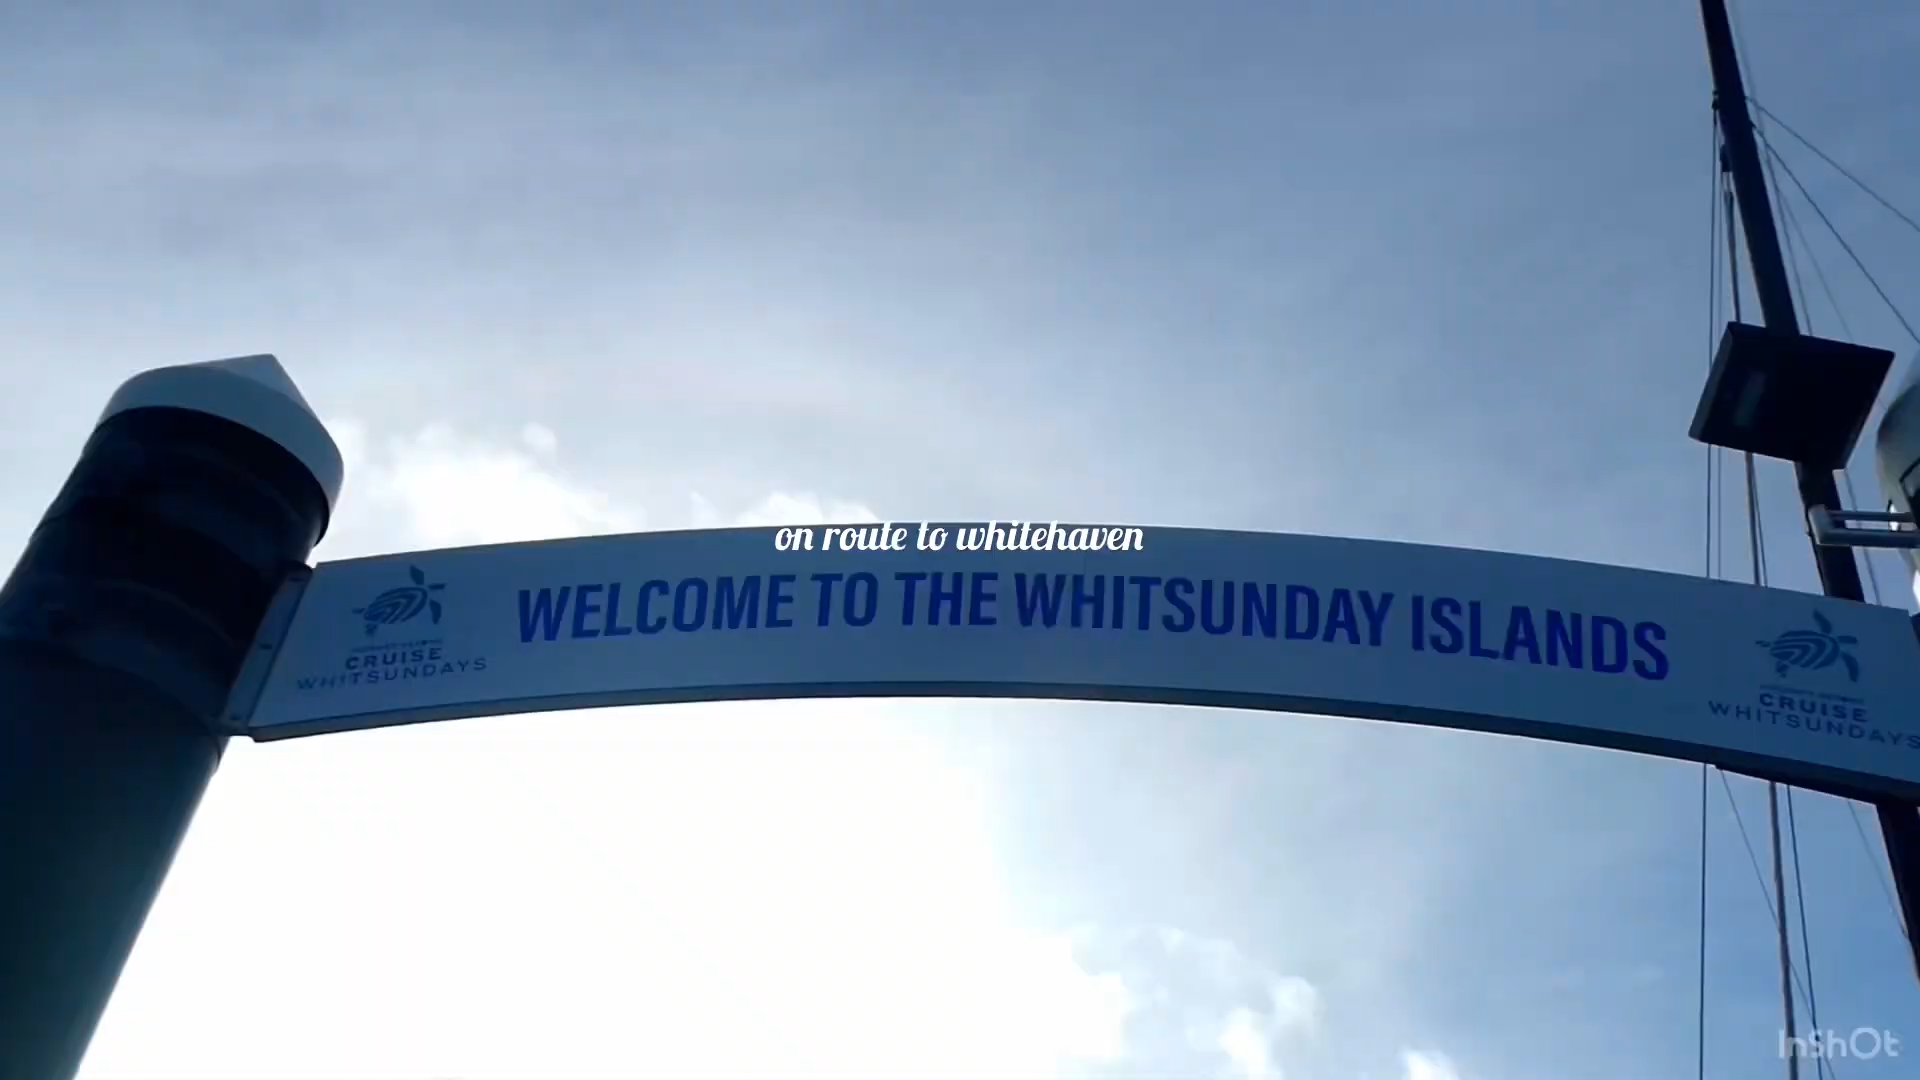 on route to whitehaven
WELCOME TO THE WHITSUNDAY ISLANDS
CRUISE
WHITSUNDAYS
CRUISE
WHITSUNDAYS
InShOt